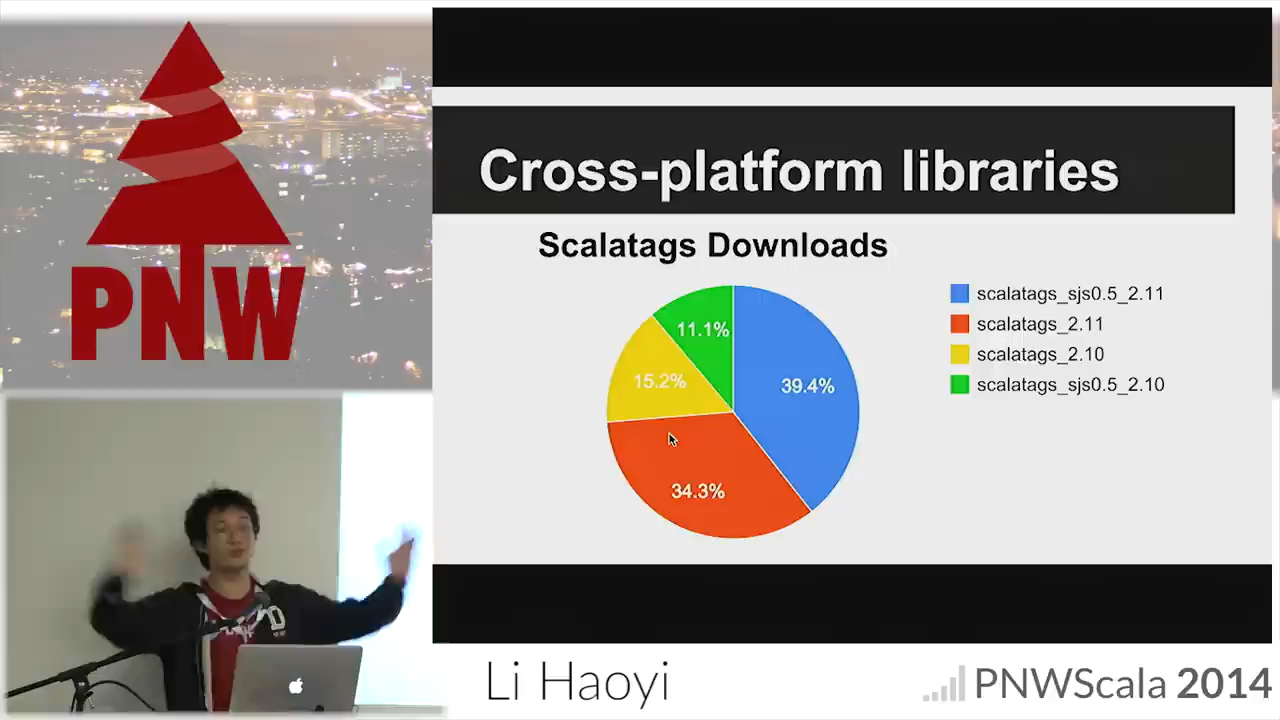 PNW
Cross-platform libraries
Scalatags Downloads
scalatags_sjs0.5_2.11
scalatags_2.11
scalatags_2.10
scalatags_sjs0.5_2.10
11.1%
15.2%
39.4%
34.3%
Li Haoyi
PNWScala 2014